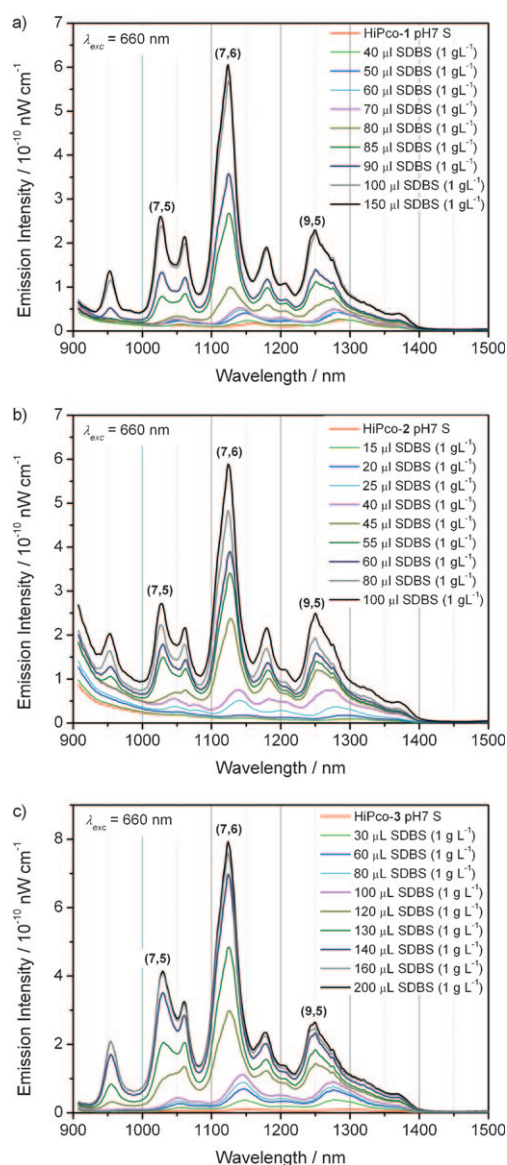 a)
λexc = 660 nm
(7,6)
(7,5)
(9,5)
HiPco-1 pH7 S
40 µl SDBS (1 gL⁻¹)
50 µl SDBS (1 gL⁻¹)
60 µl SDBS (1 gL⁻¹)
70 µl SDBS (1 gL⁻¹)
80 µl SDBS (1 gL⁻¹)
85 µl SDBS (1 gL⁻¹)
90 µl SDBS (1 gL⁻¹)
100 µl SDBS (1 gL⁻¹)
150 µl SDBS (1 gL⁻¹)
Emission Intensity / 10⁻¹⁰ nW cm⁻¹
7
6
5
4
3
2
1
0
900 1000 1100 1200 1300 1400 1500
Wavelength / nm
b)
λexc = 660 nm
(7,6)
(7,5)
(9,5)
HiPco-2 pH7 S
15 µl SDBS (1 gL⁻¹)
20 µl SDBS (1 gL⁻¹)
25 µl SDBS (1 gL⁻¹)
40 µl SDBS (1 gL⁻¹)
45 µl SDBS (1 gL⁻¹)
55 µl SDBS (1 gL⁻¹)
60 µl SDBS (1 gL⁻¹)
80 µl SDBS (1 gL⁻¹)
100 µl SDBS (1 gL⁻¹)
Emission Intensity / 10⁻¹⁰ nW cm⁻¹
7
6
5
4
3
2
1
0
900 1000 1100 1200 1300 1400 1500
Wavelength / nm
c)
λexc = 660 nm
(7,6)
(7,5)
(9,5)
HiPco-3 pH7 S
30 µL SDBS (1 g L⁻¹)
60 µL SDBS (1 g L⁻¹)
80 µL SDBS (1 g L⁻¹)
100 µL SDBS (1 g L⁻¹)
120 µL SDBS (1 g L⁻¹)
130 µL SDBS (1 g L⁻¹)
140 µL SDBS (1 g L⁻¹)
160 µL SDBS (1 g L⁻¹)
200 µL SDBS (1 g L⁻¹)
Emission Intensity / 10⁻¹⁰ nW cm⁻¹
8
6
4
2
0
900 1000 1100 1200 1300 1400 1500
Wavelength / nm